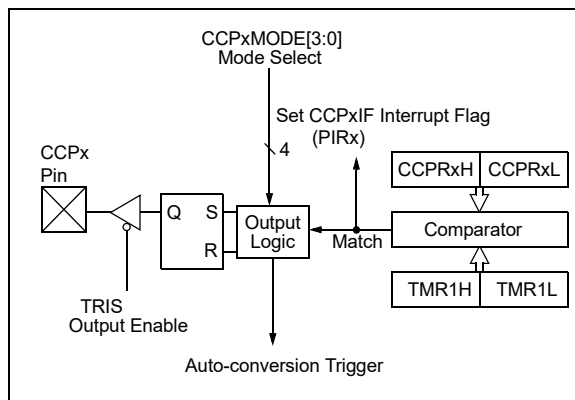 CCPxMODE[3:0]
Mode Select
Set CCPxIF Interrupt Flag
(PIRx)
4
CCPx
Pin
CCPRxH
CCPRxL
Q
S
R
Output
Logic
Match
Comparator
TMR1H
TMR1L
TRIS
Output Enable
Auto-conversion Trigger